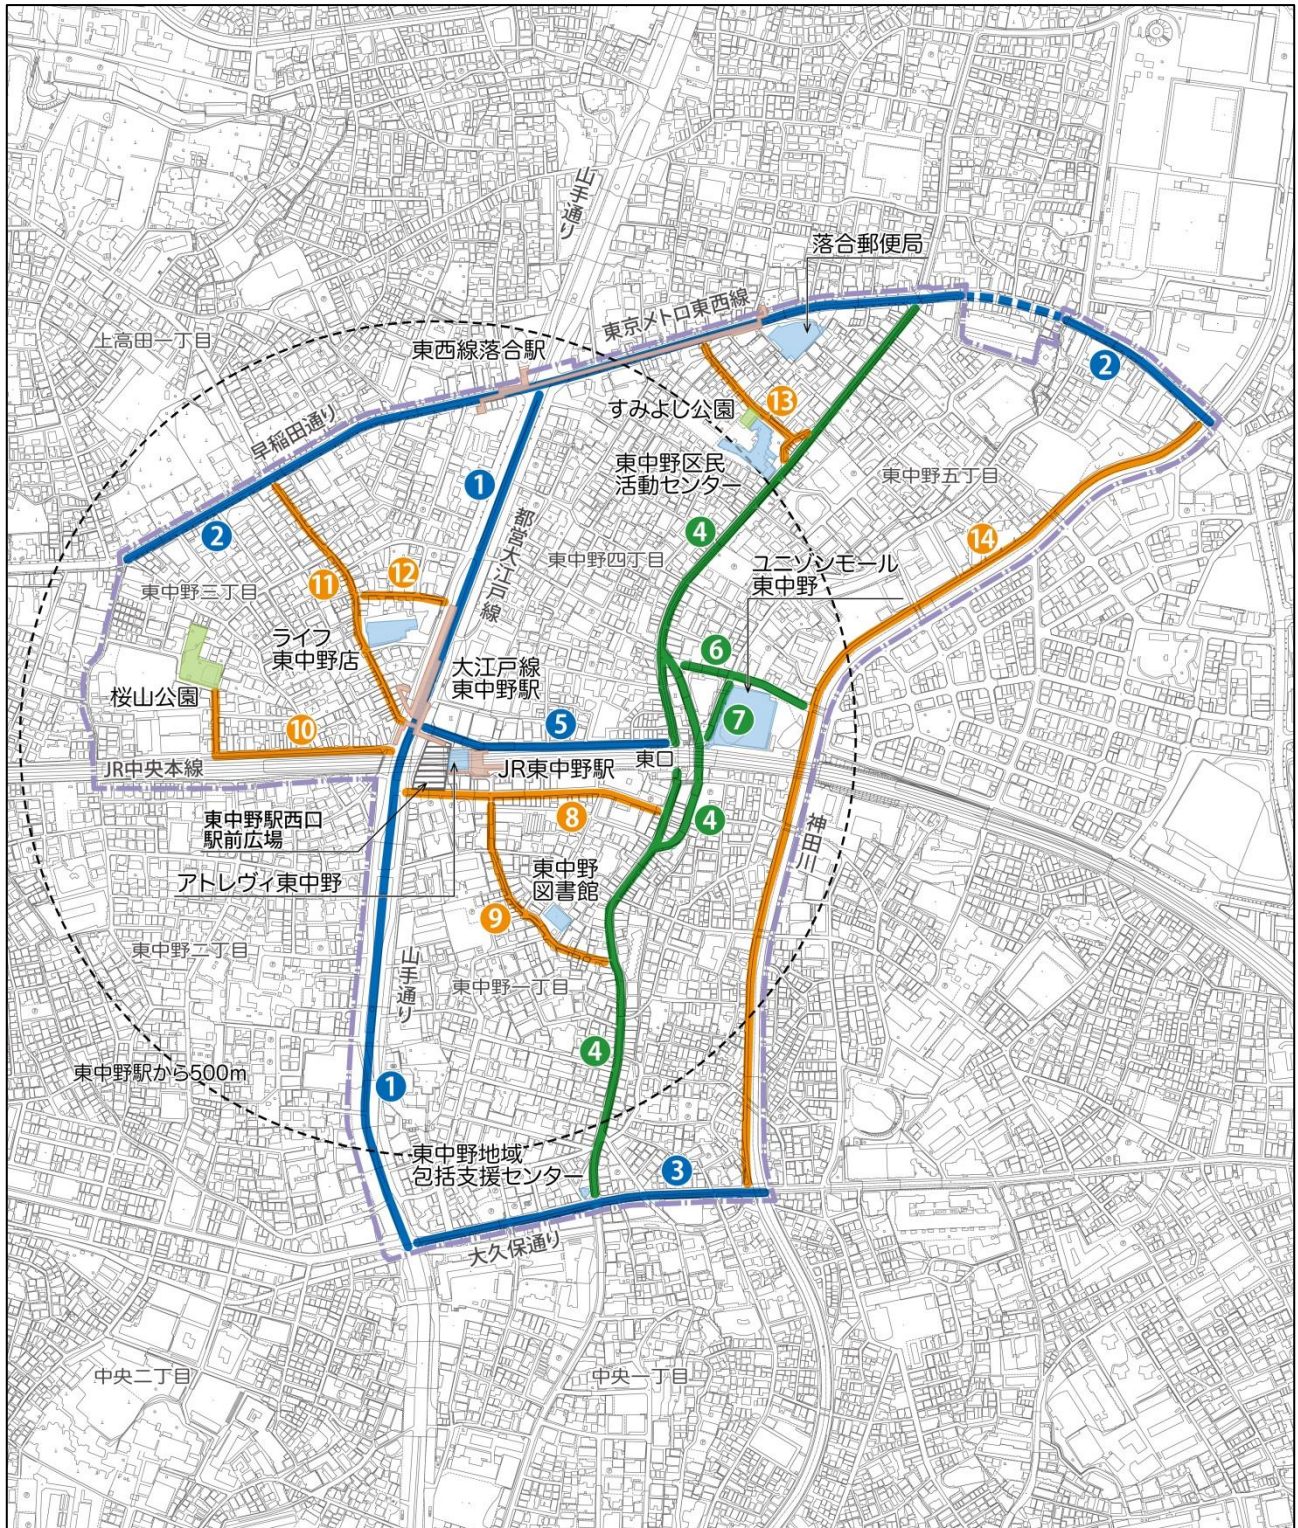 山手通り
落合郵便局
東京メトロ東西線
上高田一丁目
東西線落合駅
2
すみよし公園
13
早稲田通り
東中野区民
活動センター
東中野五丁目
1
都営大江戸線
4
2
東中野四丁目
14
ユニゾンモール
東中野
東中野三丁目
11
12
ライフ
東中野店
大江戸線
東中野駅
6
桜山公園
7
5
10
東口
JR中央本線
JR東中野駅
東中野駅西口
駅前広場
8
4
神田川
アトレヴィ東中野
東中野
図書館
9
東中野二丁目
山手通り
東中野一丁目
4
東中野駅から500m
1
東中野地域
包括支援センター
3
大久保通り
中央二丁目
中央一丁目